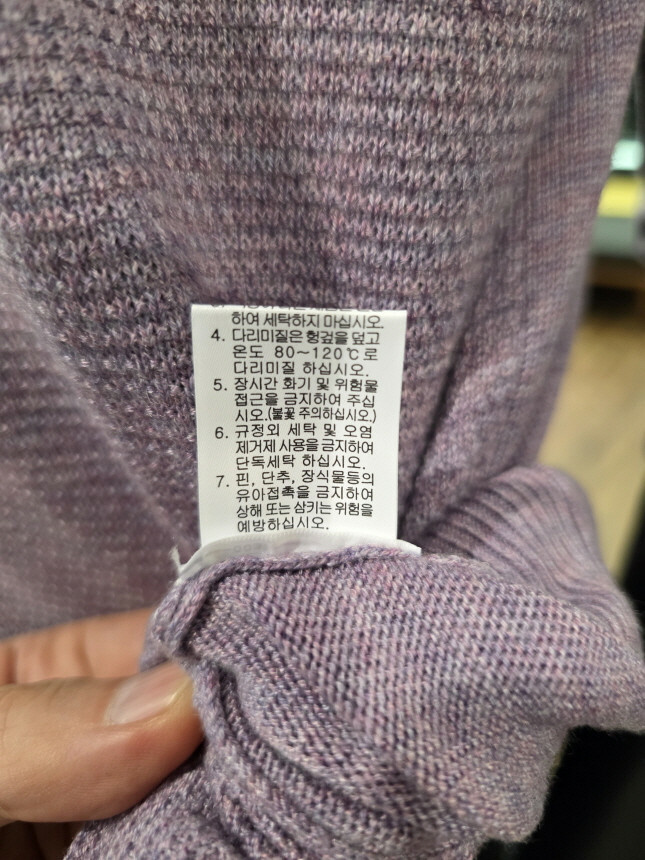 하여 세탁하지 마십시오.
4. 다리미질은 헝겊을 덮고
온도 80~120℃로
다리미질 하십시오.
5. 장시간 화기 및 위험물
접근을 금지하여 주십
시오.(불꽃 주의하십시오.)
6. 규정외 세탁 및 오염
제거제 사용을 금지하여
단독세탁 하십시오.
7. 핀, 단추, 장식물등의
유아접촉을 금지하여
상해 또는 삼키는 위험을
예방하십시오.